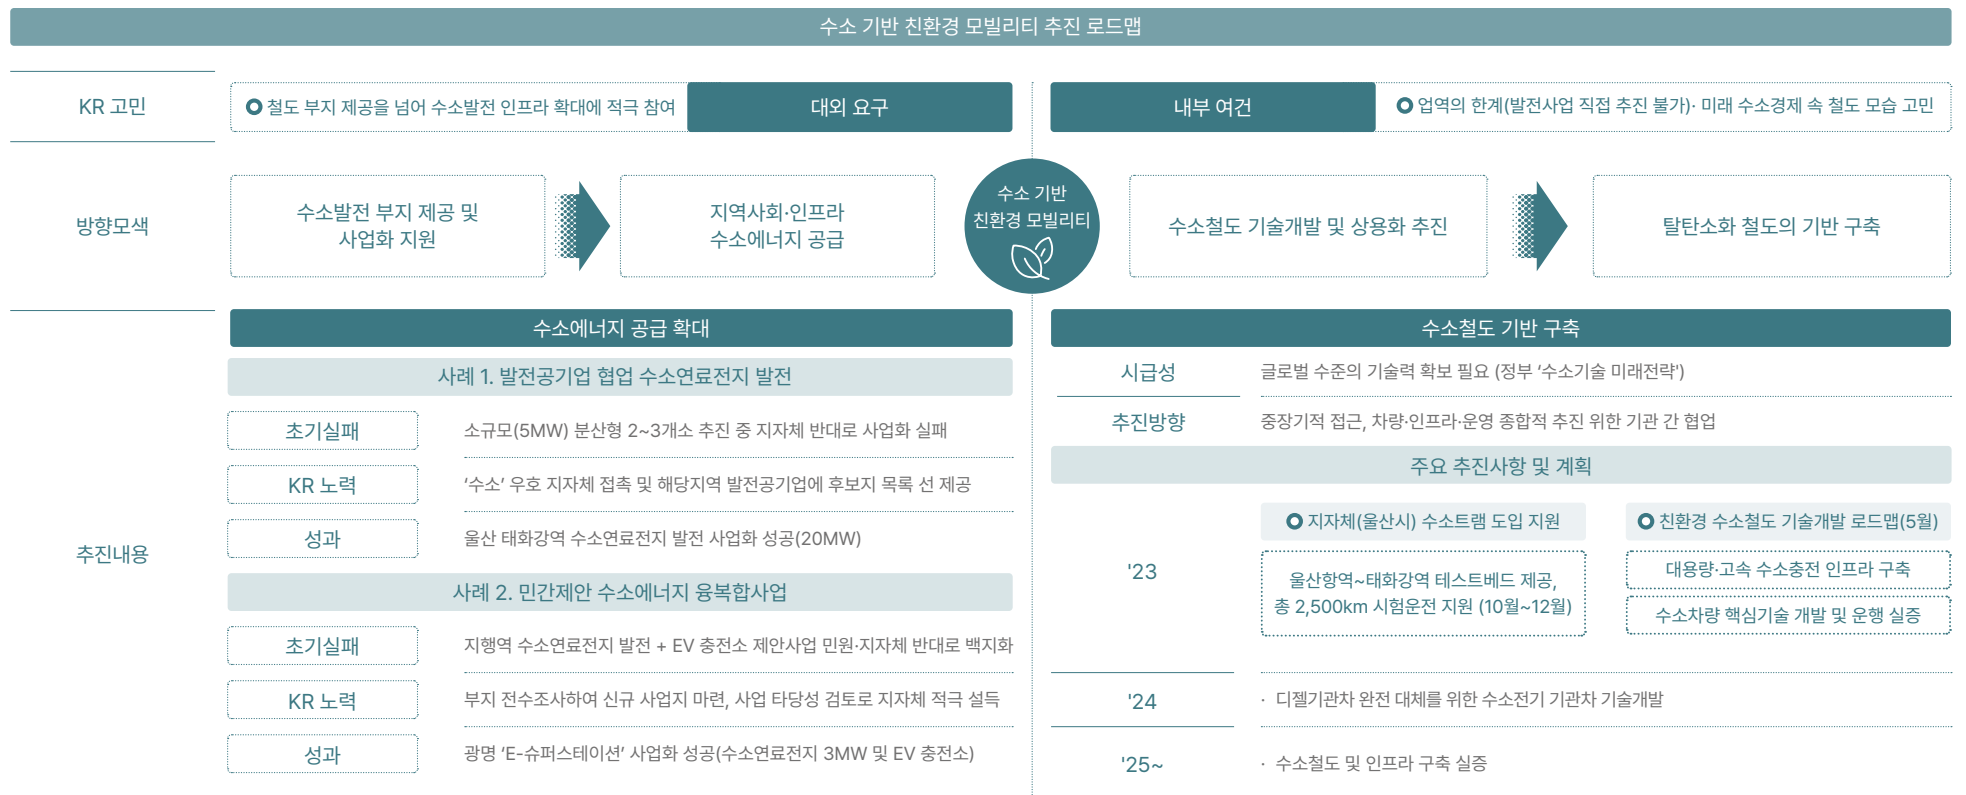 수소 기반 친환경 모빌리티 추진 로드맵
KR 고민
철도 부지 제공을 넘어 수소발전 인프라 확대에 적극 참여
대외 요구
내부 여건
업역의 한계(발전사업 직접 추진 불가)· 미래 수소경제 속 철도 모습 고민
방향모색
수소발전 부지 제공 및
사업화 지원
지역사회·인프라
수소에너지 공급
수소 기반
친환경 모빌리티
수소철도 기술개발 및 상용화 추진
탈탄소화 철도의 기반 구축
추진내용
수소에너지 공급 확대
사례 1. 발전공기업 협업 수소연료전지 발전
초기실패
소규모(5MW) 분산형 2~3개소 추진 중 지자체 반대로 사업화 실패
KR 노력
‘수소’ 우호 지자체 접촉 및 해당지역 발전공기업에 후보지 목록 선 제공
성과
울산 태화강역 수소연료전지 발전 사업화 성공(20MW)
사례 2. 민간제안 수소에너지 융복합사업
초기실패
지행역 수소연료전지 발전 + EV 충전소 제안사업 민원·지자체 반대로 백지화
KR 노력
부지 전수조사하여 신규 사업지 마련, 사업 타당성 검토로 지자체 적극 설득
성과
광명 ‘E-슈퍼스테이션’ 사업화 성공(수소연료전지 3MW 및 EV 충전소)
수소철도 기반 구축
시급성
글로벌 수준의 기술력 확보 필요 (정부 ‘수소기술 미래전략’)
추진방향
중장기적 접근, 차량·인프라·운영 종합적 추진 위한 기관 간 협업
주요 추진사항 및 계획
'23
지자체(울산시) 수소트램 도입 지원
울산항역~태화강역 테스트베드 제공,
총 2,500km 시험운전 지원 (10월~12월)
친환경 수소철도 기술개발 로드맵(5월)
대용량·고속 수소충전 인프라 구축
수소차량 핵심기술 개발 및 운행 실증
'24
· 디젤기관차 완전 대체를 위한 수소전기 기관차 기술개발
'25~
· 수소철도 및 인프라 구축 실증